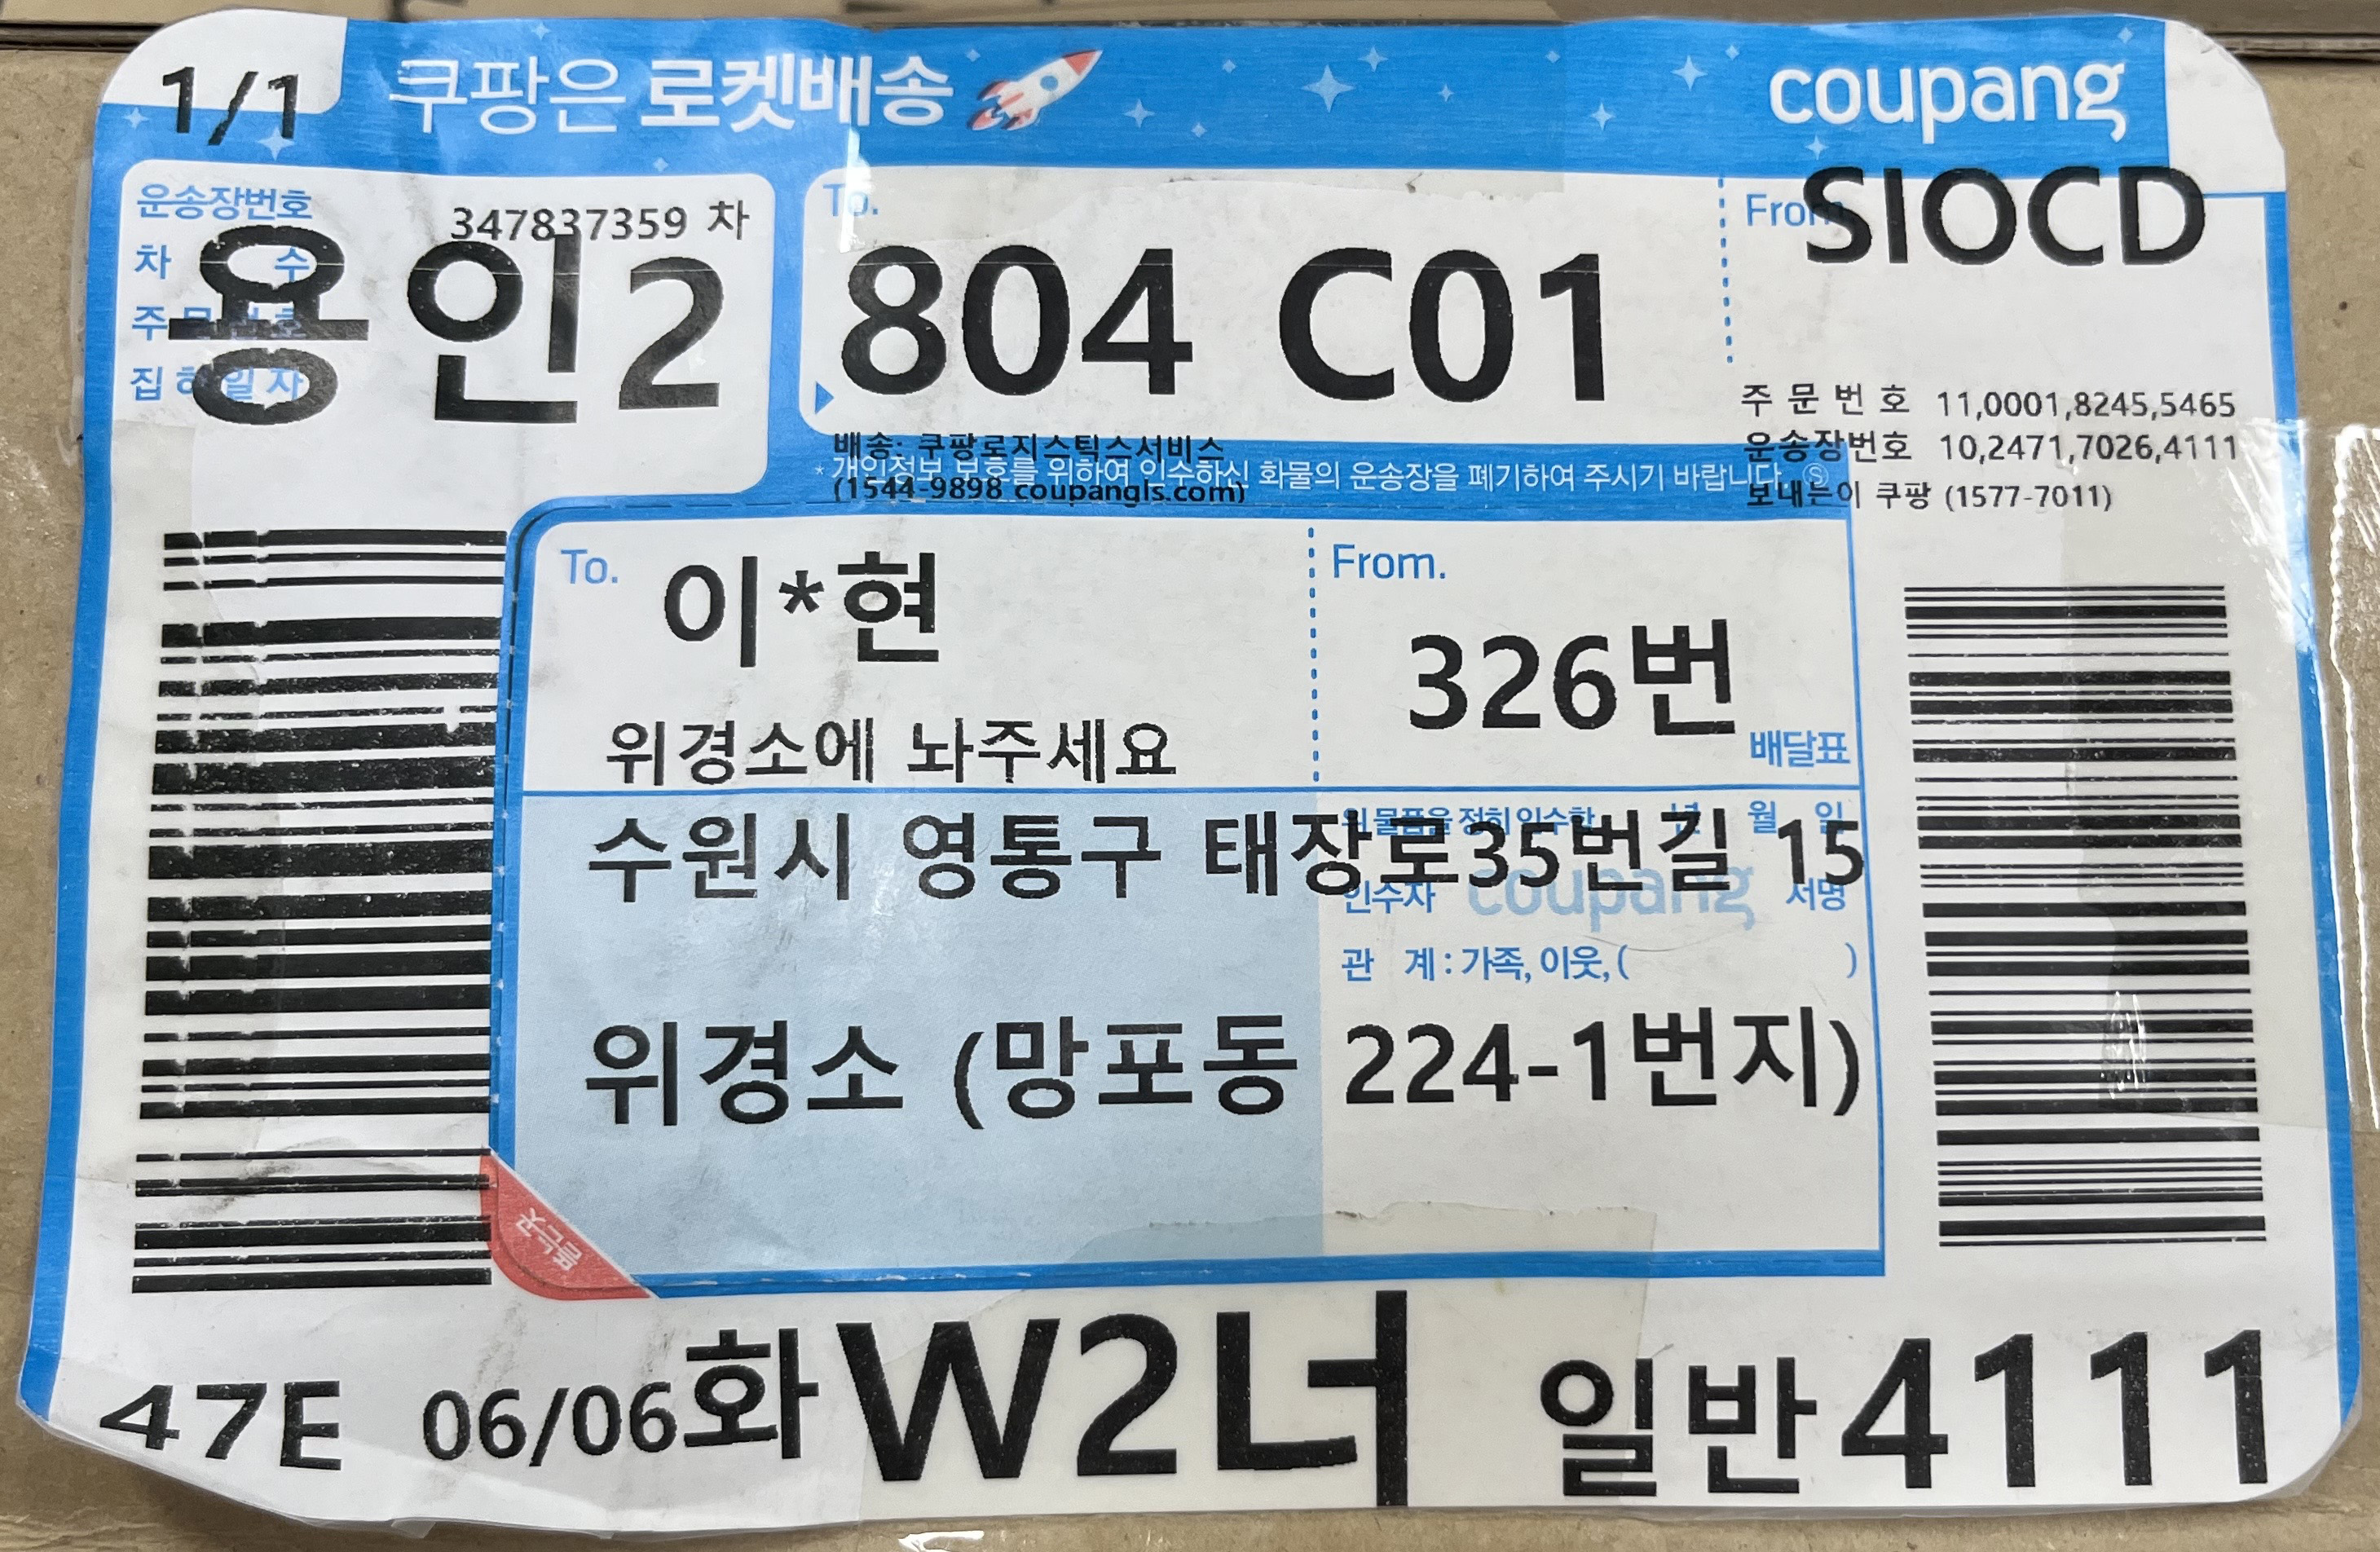 1/1
쿠팡은 로켓배송
coupang
운송장번호
347837359 차
차 수
주문번호
집하일자
용인2
To.
804 C01
From.
SIOCD
주 문 번 호 11,0001,8245,5465
운송장번호 10,2471,7026,4111
보내는이 쿠팡 (1577-7011)
배송: 쿠팡로지스틱스서비스
* 개인정보 보호를 위하여 인수하신 화물의 운송장을 폐기하여 주시기 바랍니다. Ⓢ
(1544-9898 coupangls.com)
To.
이*현
위경소에 놔주세요
From.
326번
배달표
위 물품을 정히 인수함 년 월 일
수원시 영통구 태장로35번길 15
인수자 coupang 서명
관 계 : 가족, 이웃, ( )
위경소 (망포동 224-1번지)
뜯는곳
47E 06/06화 W2너 일반4111